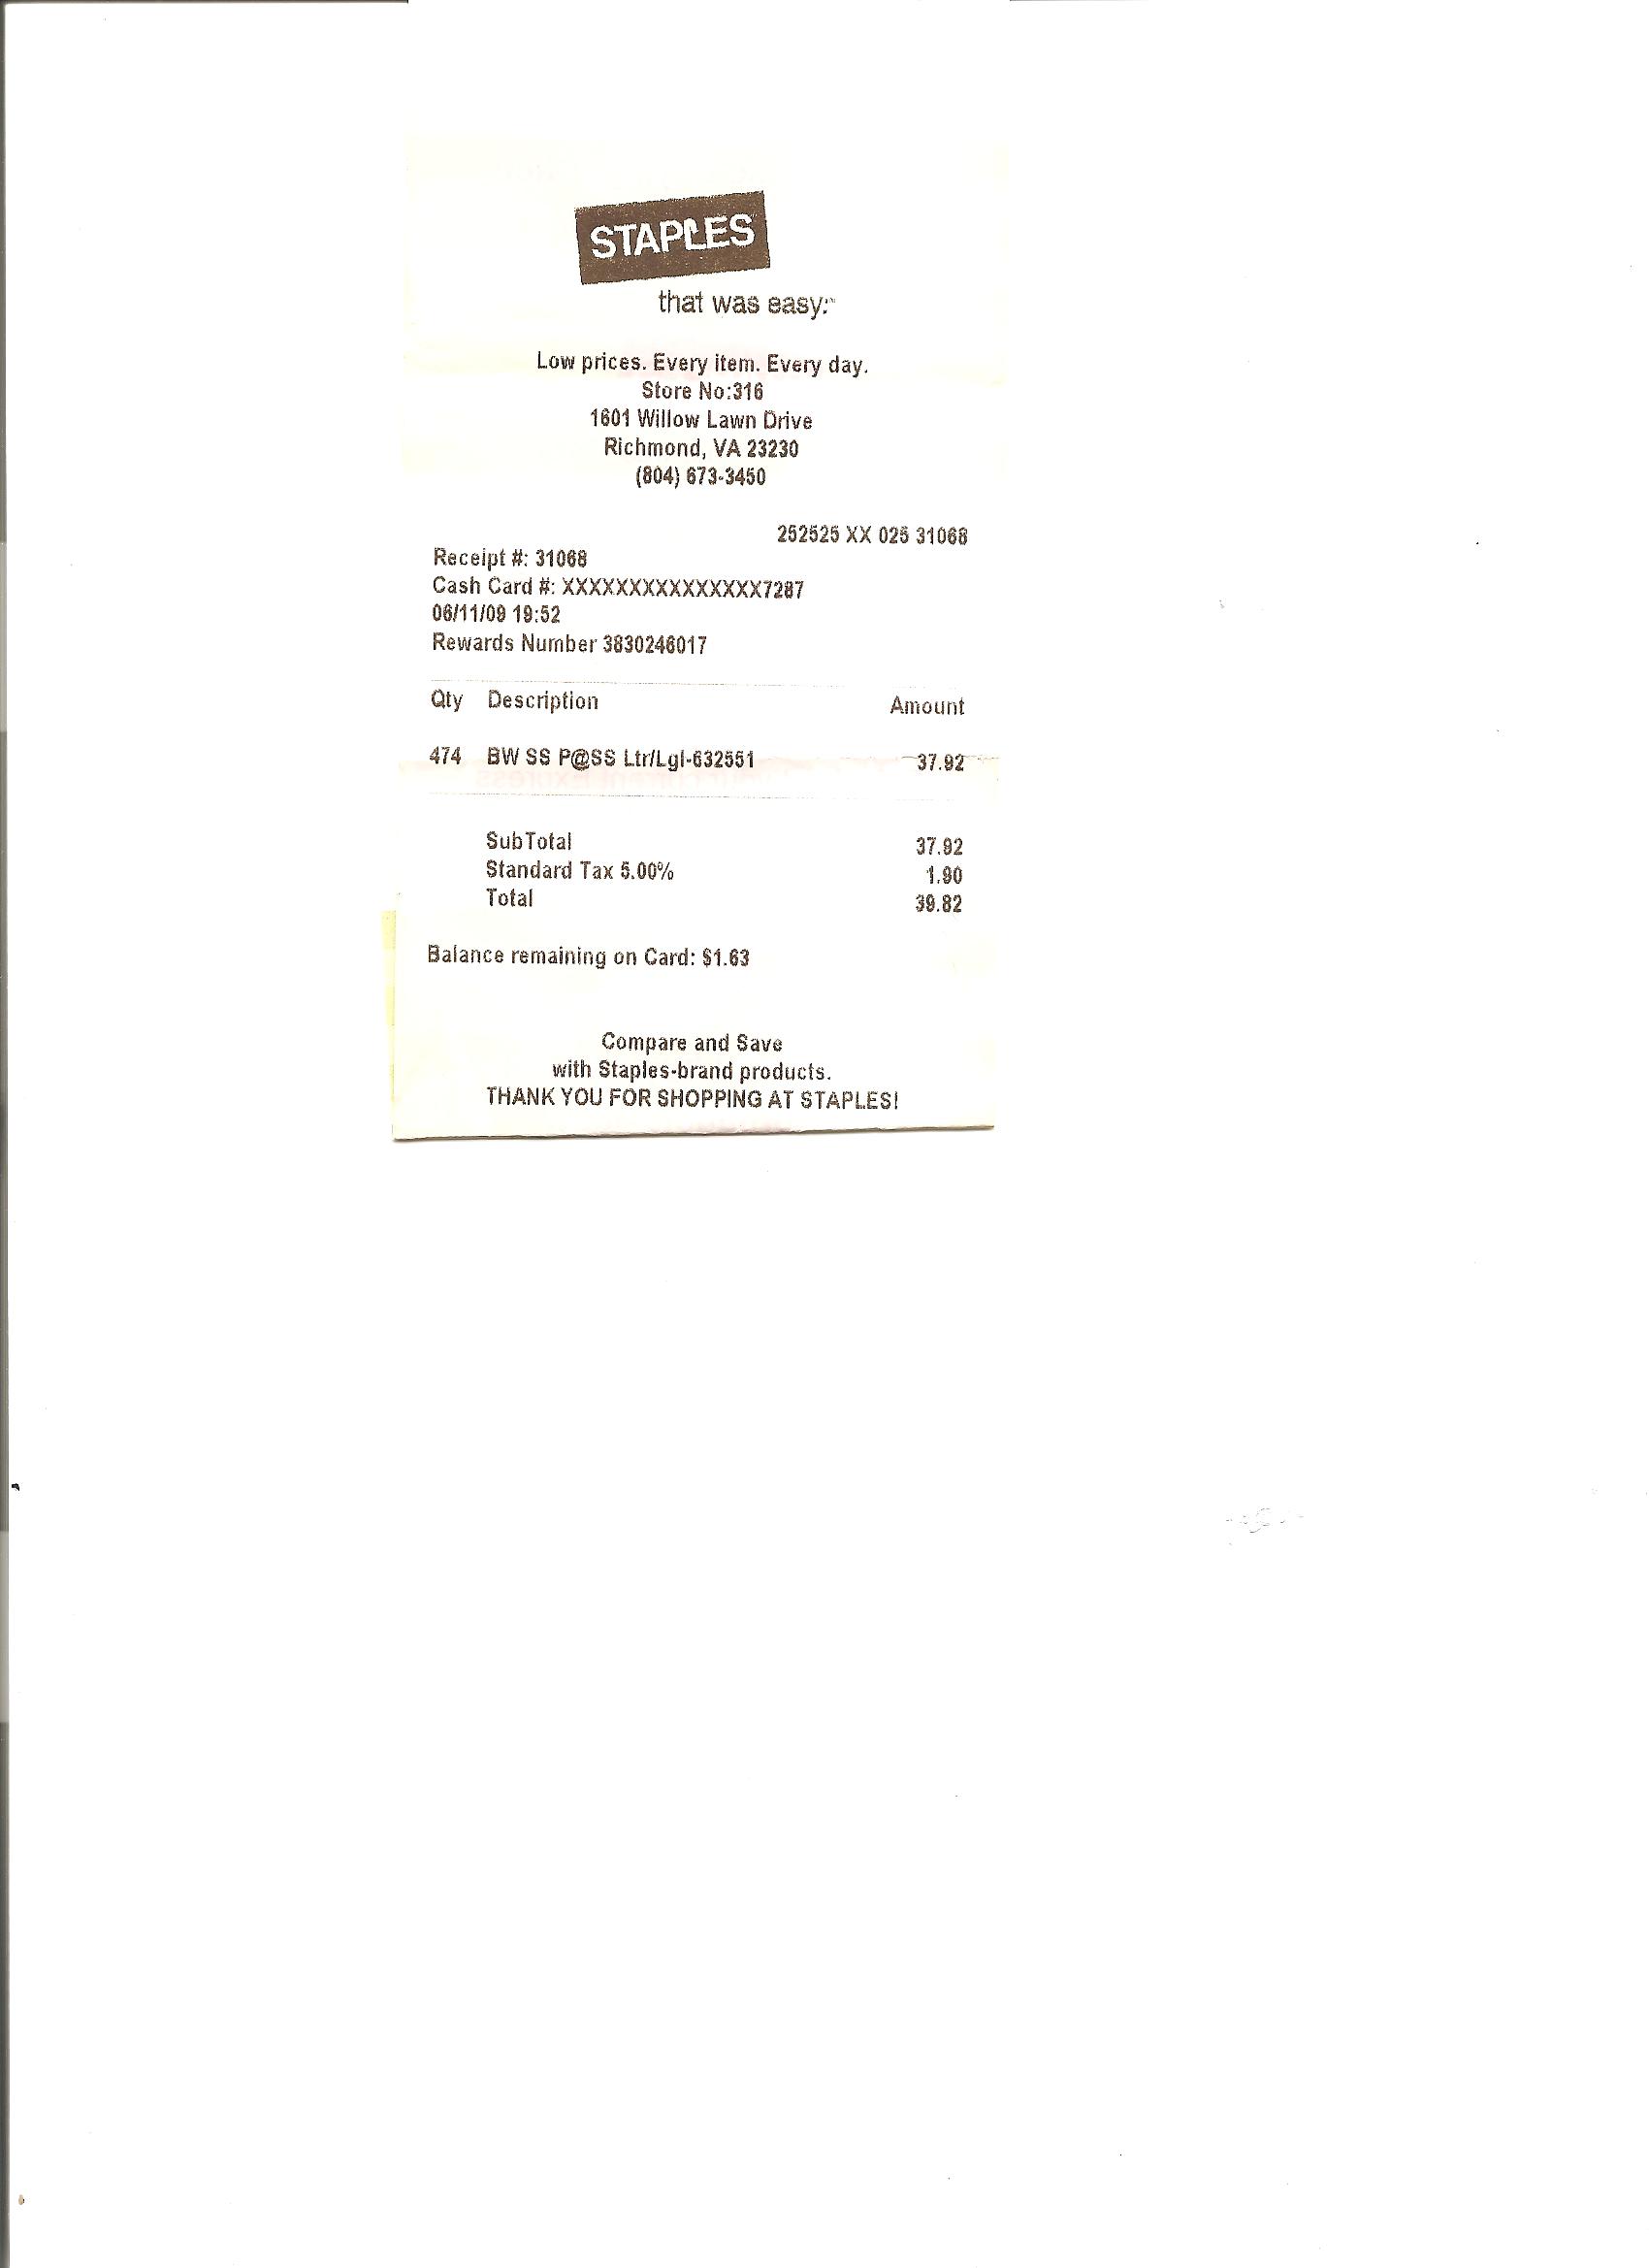 STAPLES
that was easy.
Low prices. Every item. Every day.
Store No:316
1601 Willow Lawn Drive
Richmond, VA 23230
(804) 673-3450
252525 XX 025 31068
Receipt #: 31068
Cash Card #: XXXXXXXXXXXXXXX7287
06/11/09 19:52
Rewards Number 3830246017
Qty Description Amount
474 BW SS P@SS Ltr/Lgl-632551 37.92
SubTotal 37.92
Standard Tax 5.00% 1.90
Total 39.82
Balance remaining on Card: $1.63
Compare and Save
with Staples-brand products.
THANK YOU FOR SHOPPING AT STAPLES!